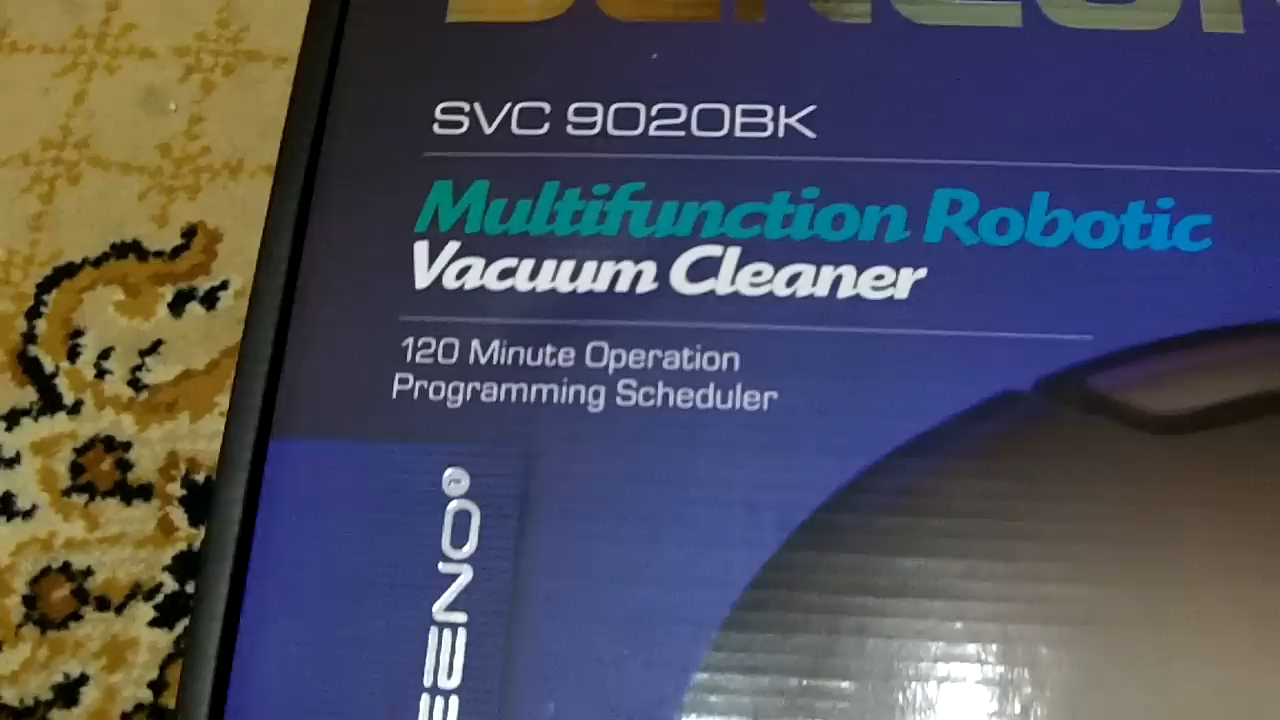 SVC 9020BK
Multifunction Robotic
Vacuum Cleaner
120 Minute Operation
Programming Scheduler